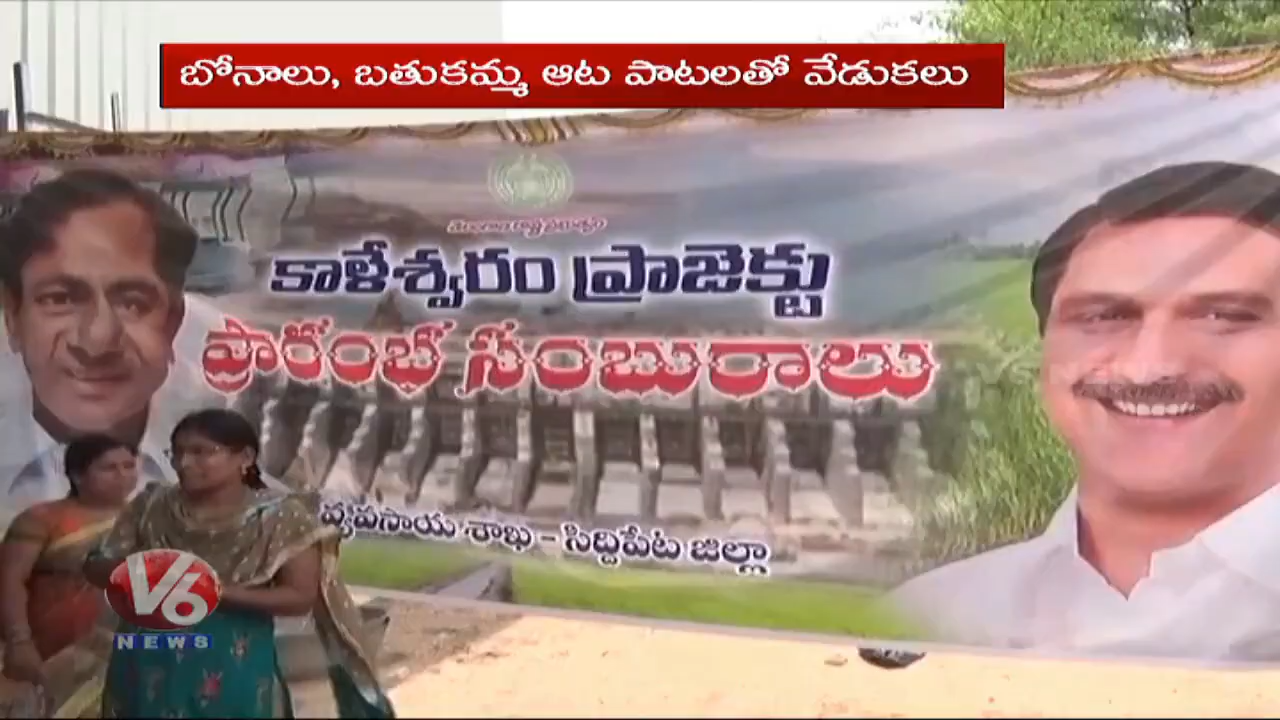 బోనాలు, బతుకమ్మ ఆట పాటలతో వేడుకలు
కాళేశ్వరం ప్రాజెక్టు
ప్రారంభ సంబురాలు
వ్యవసాయ శాఖ - సిద్దిపేట జిల్లా
V6
NEWS